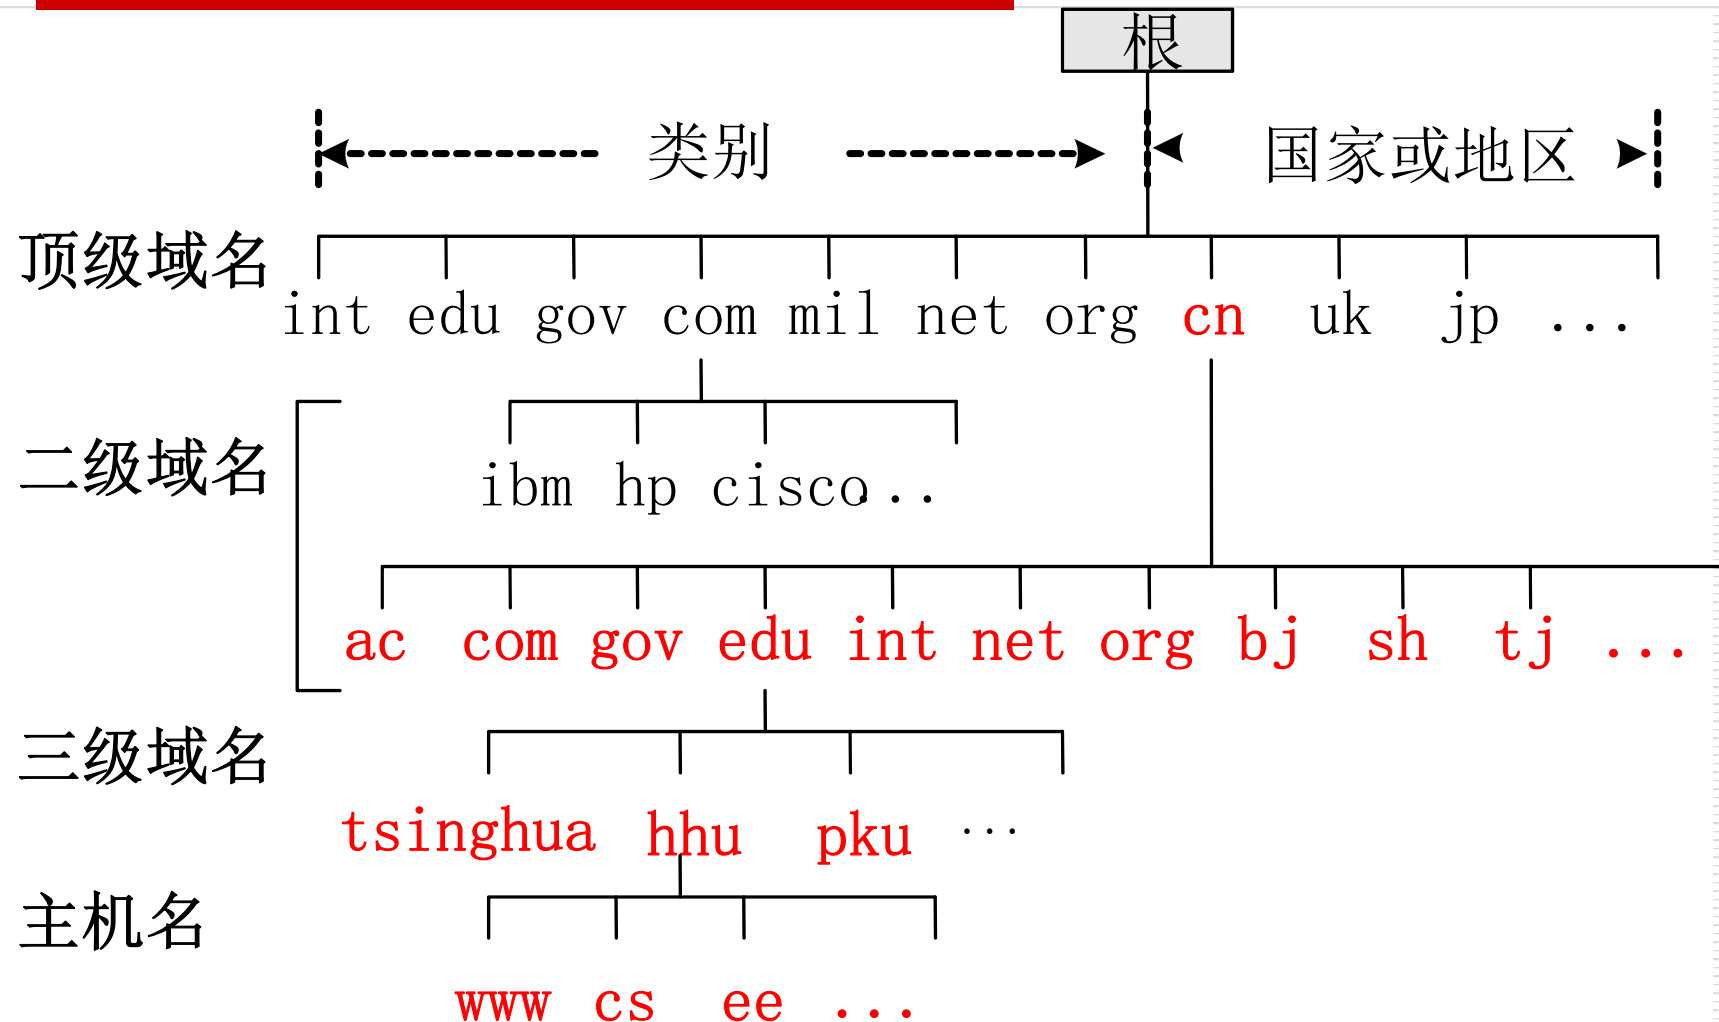 根
类别 国家或地区
顶级域名
int edu gov com mil net org cn uk jp ...
二级域名
ibm hp cisco...
ac com gov edu int net org bj sh tj ...
三级域名
tsinghua hhu pku ...
主机名
www cs ee ...